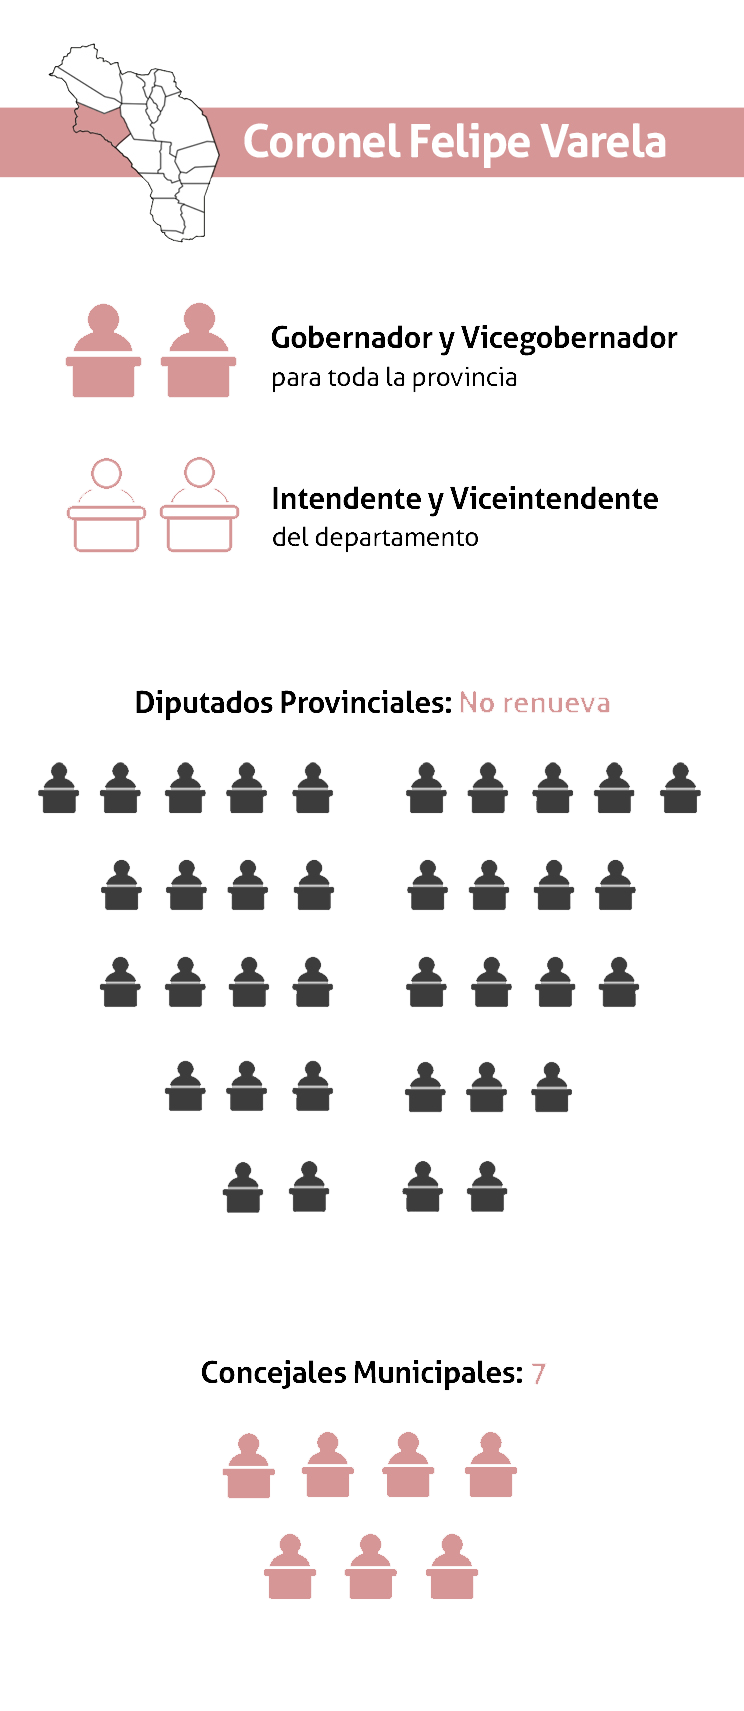 Coronel Felipe Varela
Gobernador y Vicegobernador
para toda la provincia
Intendente y Viceintendente
del departamento
Diputados Provinciales: No renueva
Concejales Municipales: 7